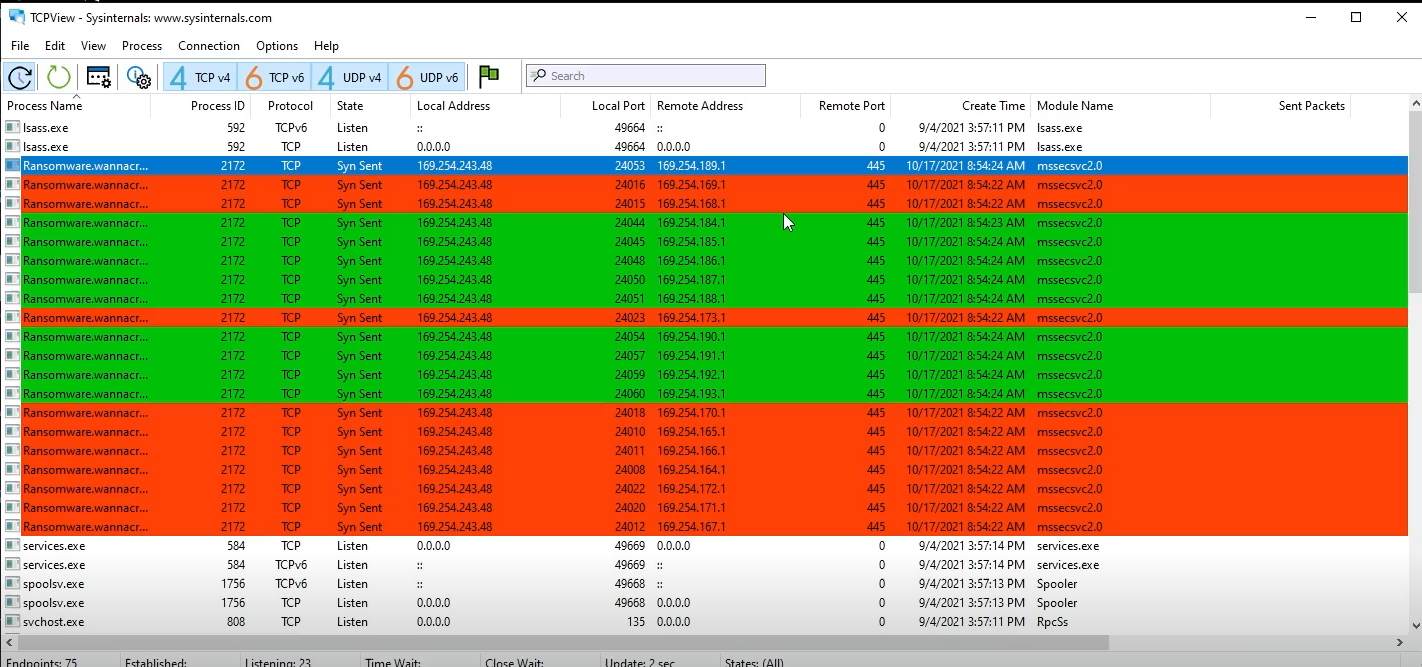 TCPView - Sysinternals: www.sysinternals.com
File Edit View Process Connection Options Help
4 TCP v4 6 TCP v6 4 UDP v4 6 UDP v6 Search
Process Name Process ID Protocol State Local Address Local Port Remote Address Remote Port Create Time Module Name Sent Packets
lsass.exe 592 TCPv6 Listen :: 49664 :: 0 9/4/2021 3:57:11 PM lsass.exe
lsass.exe 592 TCP Listen 0.0.0.0 49664 0.0.0.0 0 9/4/2021 3:57:11 PM lsass.exe
Ransomware.wannacr... 2172 TCP Syn Sent 169.254.243.48 24053 169.254.189.1 445 10/17/2021 8:54:24 AM mssecsvc2.0
Ransomware.wannacr... 2172 TCP Syn Sent 169.254.243.48 24016 169.254.169.1 445 10/17/2021 8:54:22 AM mssecsvc2.0
Ransomware.wannacr... 2172 TCP Syn Sent 169.254.243.48 24015 169.254.168.1 445 10/17/2021 8:54:22 AM mssecsvc2.0
Ransomware.wannacr... 2172 TCP Syn Sent 169.254.243.48 24044 169.254.184.1 445 10/17/2021 8:54:23 AM mssecsvc2.0
Ransomware.wannacr... 2172 TCP Syn Sent 169.254.243.48 24045 169.254.185.1 445 10/17/2021 8:54:24 AM mssecsvc2.0
Ransomware.wannacr... 2172 TCP Syn Sent 169.254.243.48 24048 169.254.186.1 445 10/17/2021 8:54:24 AM mssecsvc2.0
Ransomware.wannacr... 2172 TCP Syn Sent 169.254.243.48 24050 169.254.187.1 445 10/17/2021 8:54:24 AM mssecsvc2.0
Ransomware.wannacr... 2172 TCP Syn Sent 169.254.243.48 24051 169.254.188.1 445 10/17/2021 8:54:24 AM mssecsvc2.0
Ransomware.wannacr... 2172 TCP Syn Sent 169.254.243.48 24023 169.254.173.1 445 10/17/2021 8:54:22 AM mssecsvc2.0
Ransomware.wannacr... 2172 TCP Syn Sent 169.254.243.48 24054 169.254.190.1 445 10/17/2021 8:54:24 AM mssecsvc2.0
Ransomware.wannacr... 2172 TCP Syn Sent 169.254.243.48 24057 169.254.191.1 445 10/17/2021 8:54:24 AM mssecsvc2.0
Ransomware.wannacr... 2172 TCP Syn Sent 169.254.243.48 24059 169.254.192.1 445 10/17/2021 8:54:24 AM mssecsvc2.0
Ransomware.wannacr... 2172 TCP Syn Sent 169.254.243.48 24060 169.254.193.1 445 10/17/2021 8:54:24 AM mssecsvc2.0
Ransomware.wannacr... 2172 TCP Syn Sent 169.254.243.48 24018 169.254.170.1 445 10/17/2021 8:54:22 AM mssecsvc2.0
Ransomware.wannacr... 2172 TCP Syn Sent 169.254.243.48 24010 169.254.165.1 445 10/17/2021 8:54:22 AM mssecsvc2.0
Ransomware.wannacr... 2172 TCP Syn Sent 169.254.243.48 24011 169.254.166.1 445 10/17/2021 8:54:22 AM mssecsvc2.0
Ransomware.wannacr... 2172 TCP Syn Sent 169.254.243.48 24008 169.254.164.1 445 10/17/2021 8:54:22 AM mssecsvc2.0
Ransomware.wannacr... 2172 TCP Syn Sent 169.254.243.48 24022 169.254.172.1 445 10/17/2021 8:54:22 AM mssecsvc2.0
Ransomware.wannacr... 2172 TCP Syn Sent 169.254.243.48 24020 169.254.171.1 445 10/17/2021 8:54:22 AM mssecsvc2.0
Ransomware.wannacr... 2172 TCP Syn Sent 169.254.243.48 24012 169.254.167.1 445 10/17/2021 8:54:22 AM mssecsvc2.0
services.exe 584 TCP Listen 0.0.0.0 49669 0.0.0.0 0 9/4/2021 3:57:14 PM services.exe
services.exe 584 TCPv6 Listen :: 49669 :: 0 9/4/2021 3:57:14 PM services.exe
spoolsv.exe 1756 TCPv6 Listen :: 49668 :: 0 9/4/2021 3:57:13 PM Spooler
spoolsv.exe 1756 TCP Listen 0.0.0.0 49668 0.0.0.0 0 9/4/2021 3:57:13 PM Spooler
svchost.exe 808 TCP Listen 0.0.0.0 135 0.0.0.0 0 9/4/2021 3:57:11 PM RpcSs
Endpoints: 75 Established: Listening: 23 Time Wait: Close Wait: Update: 2 sec States: (All)